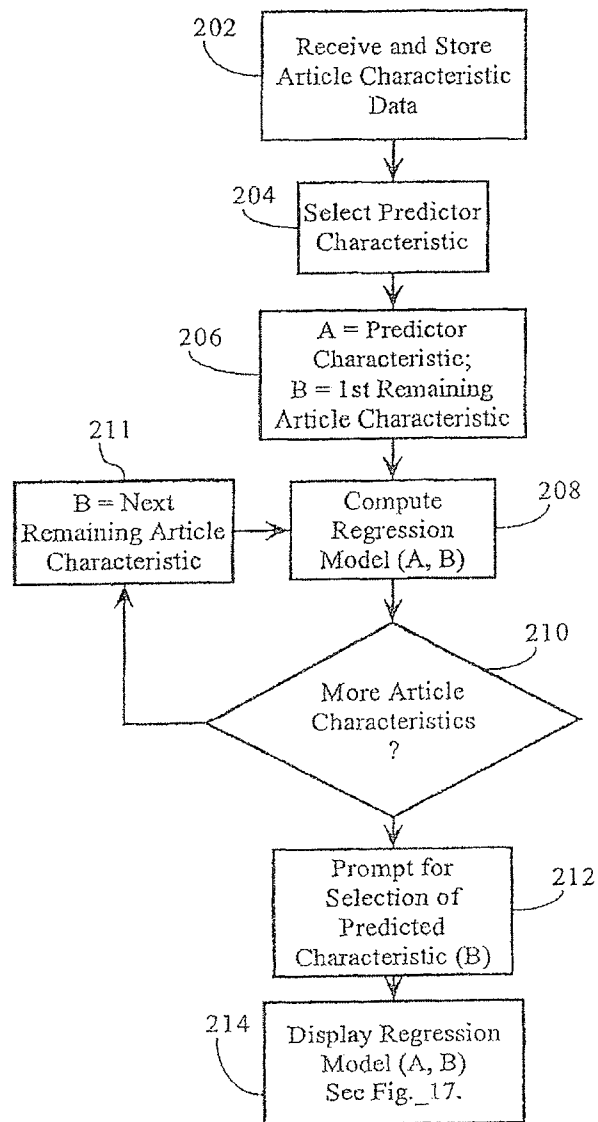 202
Receive and Store
Article Characteristic
Data
204
Select Predictor
Characteristic
206
A = Predictor
Characteristic;
B = 1st Remaining
Article Characteristic
211
B = Next
Remaining Article
Characteristic
Compute
Regression
Model (A, B)
208
210
More Article
Characteristics
?
Prompt for
Selection of
Predicted
Characteristic (B)
212
214
Display Regression
Model (A, B)
See Fig._17.